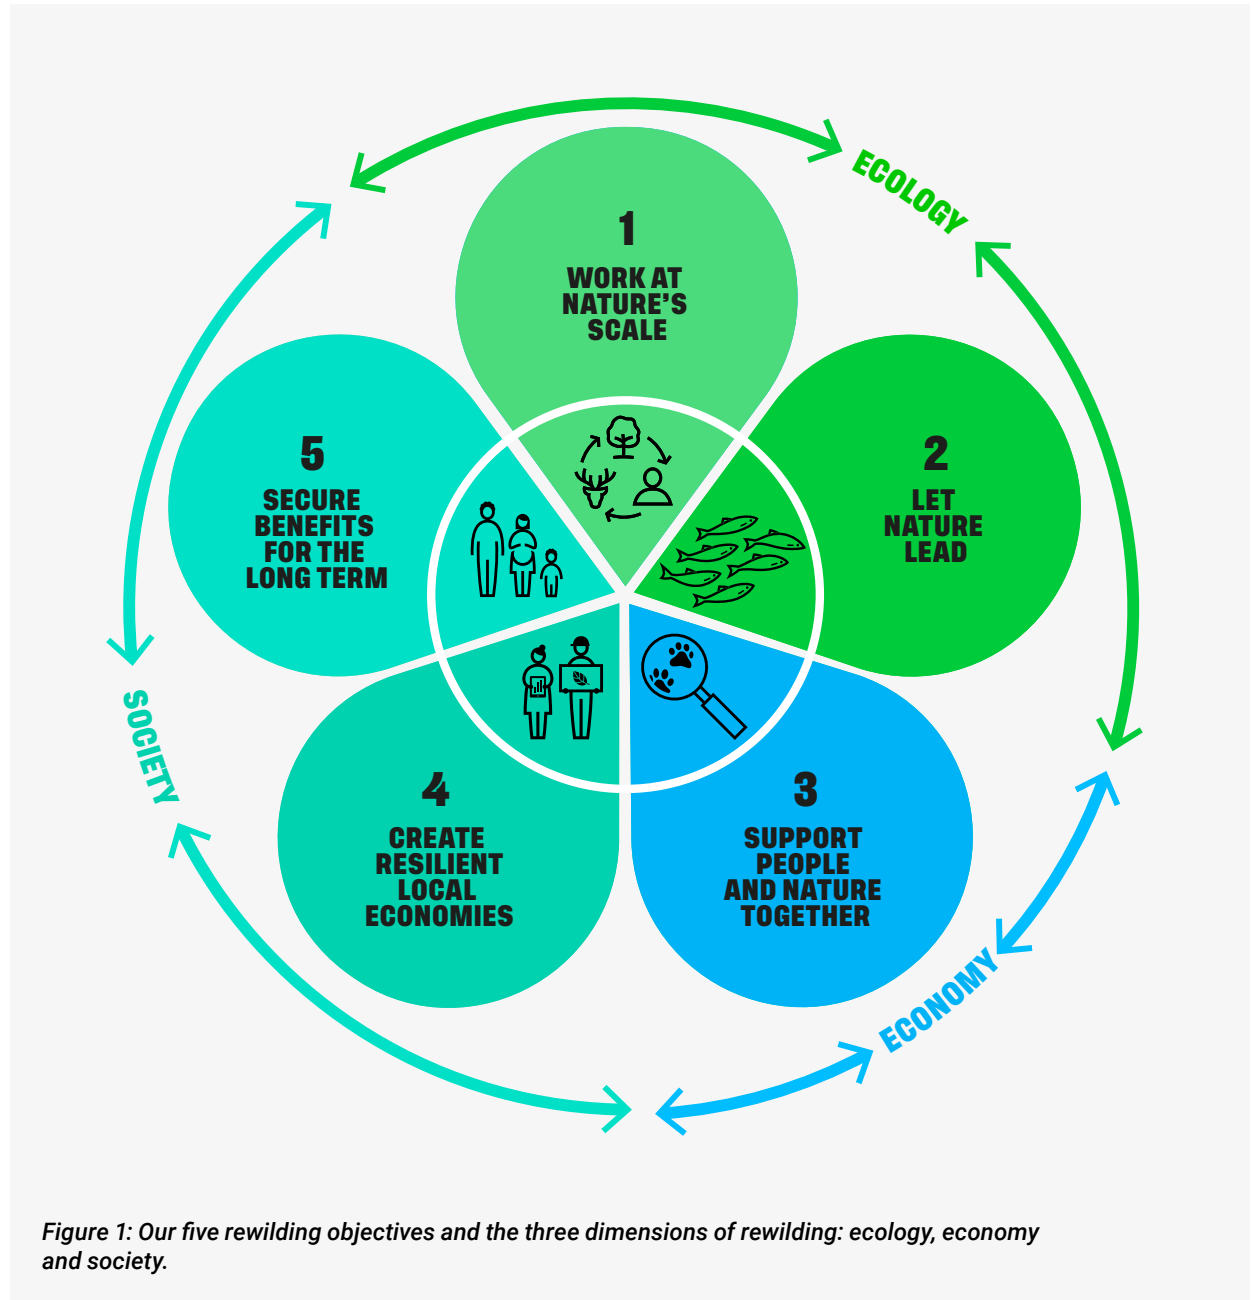 ECOLOGY
1
WORK AT
NATURE'S
SCALE
2
LET
NATURE
LEAD
3
SUPPORT
PEOPLE
AND NATURE
TOGETHER
ECONOMY
4
CREATE
RESILIENT
LOCAL
ECONOMIES
SOCIETY
5
SECURE
BENEFITS
FOR THE
LONG TERM
Figure 1: Our five rewilding objectives and the three dimensions of rewilding: ecology, economy
and society.